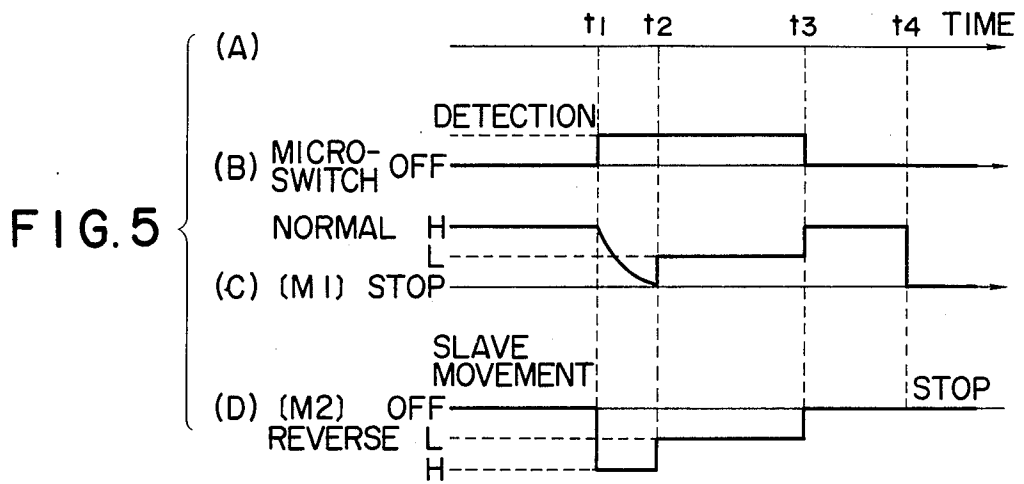 t1 t2 t3 t4 TIME
(A)
DETECTION
(B) MICRO-
SWITCH OFF
FIG. 5
NORMAL H
L
(C) (M1) STOP
SLAVE
MOVEMENT
STOP
(D) (M2) OFF
REVERSE L
H